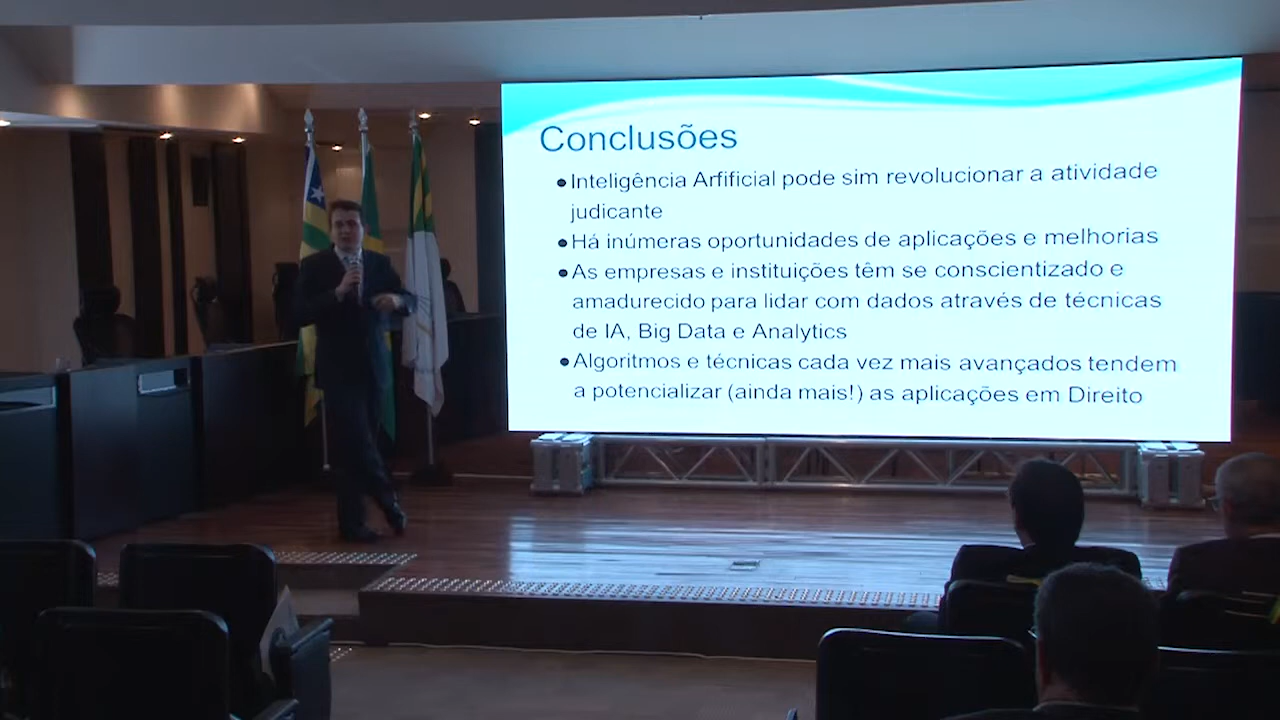 Conclusões
Inteligência Arfificial pode sim revolucionar a atividade
judicante
Há inúmeras oportunidades de aplicações e melhorias
As empresas e instituições têm se conscientizado e
amadurecido para lidar com dados através de técnicas
de IA, Big Data e Analytics
Algoritmos e técnicas cada vez mais avançados tendem
a potencializar (ainda mais!) as aplicações em Direito